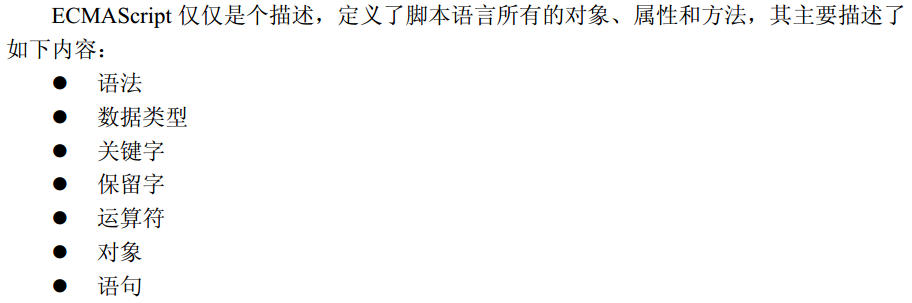 ECMAScript 仅仅是个描述，定义了脚本语言所有的对象、属性和方法，其主要描述了
如下内容：
● 语法
● 数据类型
● 关键字
● 保留字
● 运算符
● 对象
● 语句